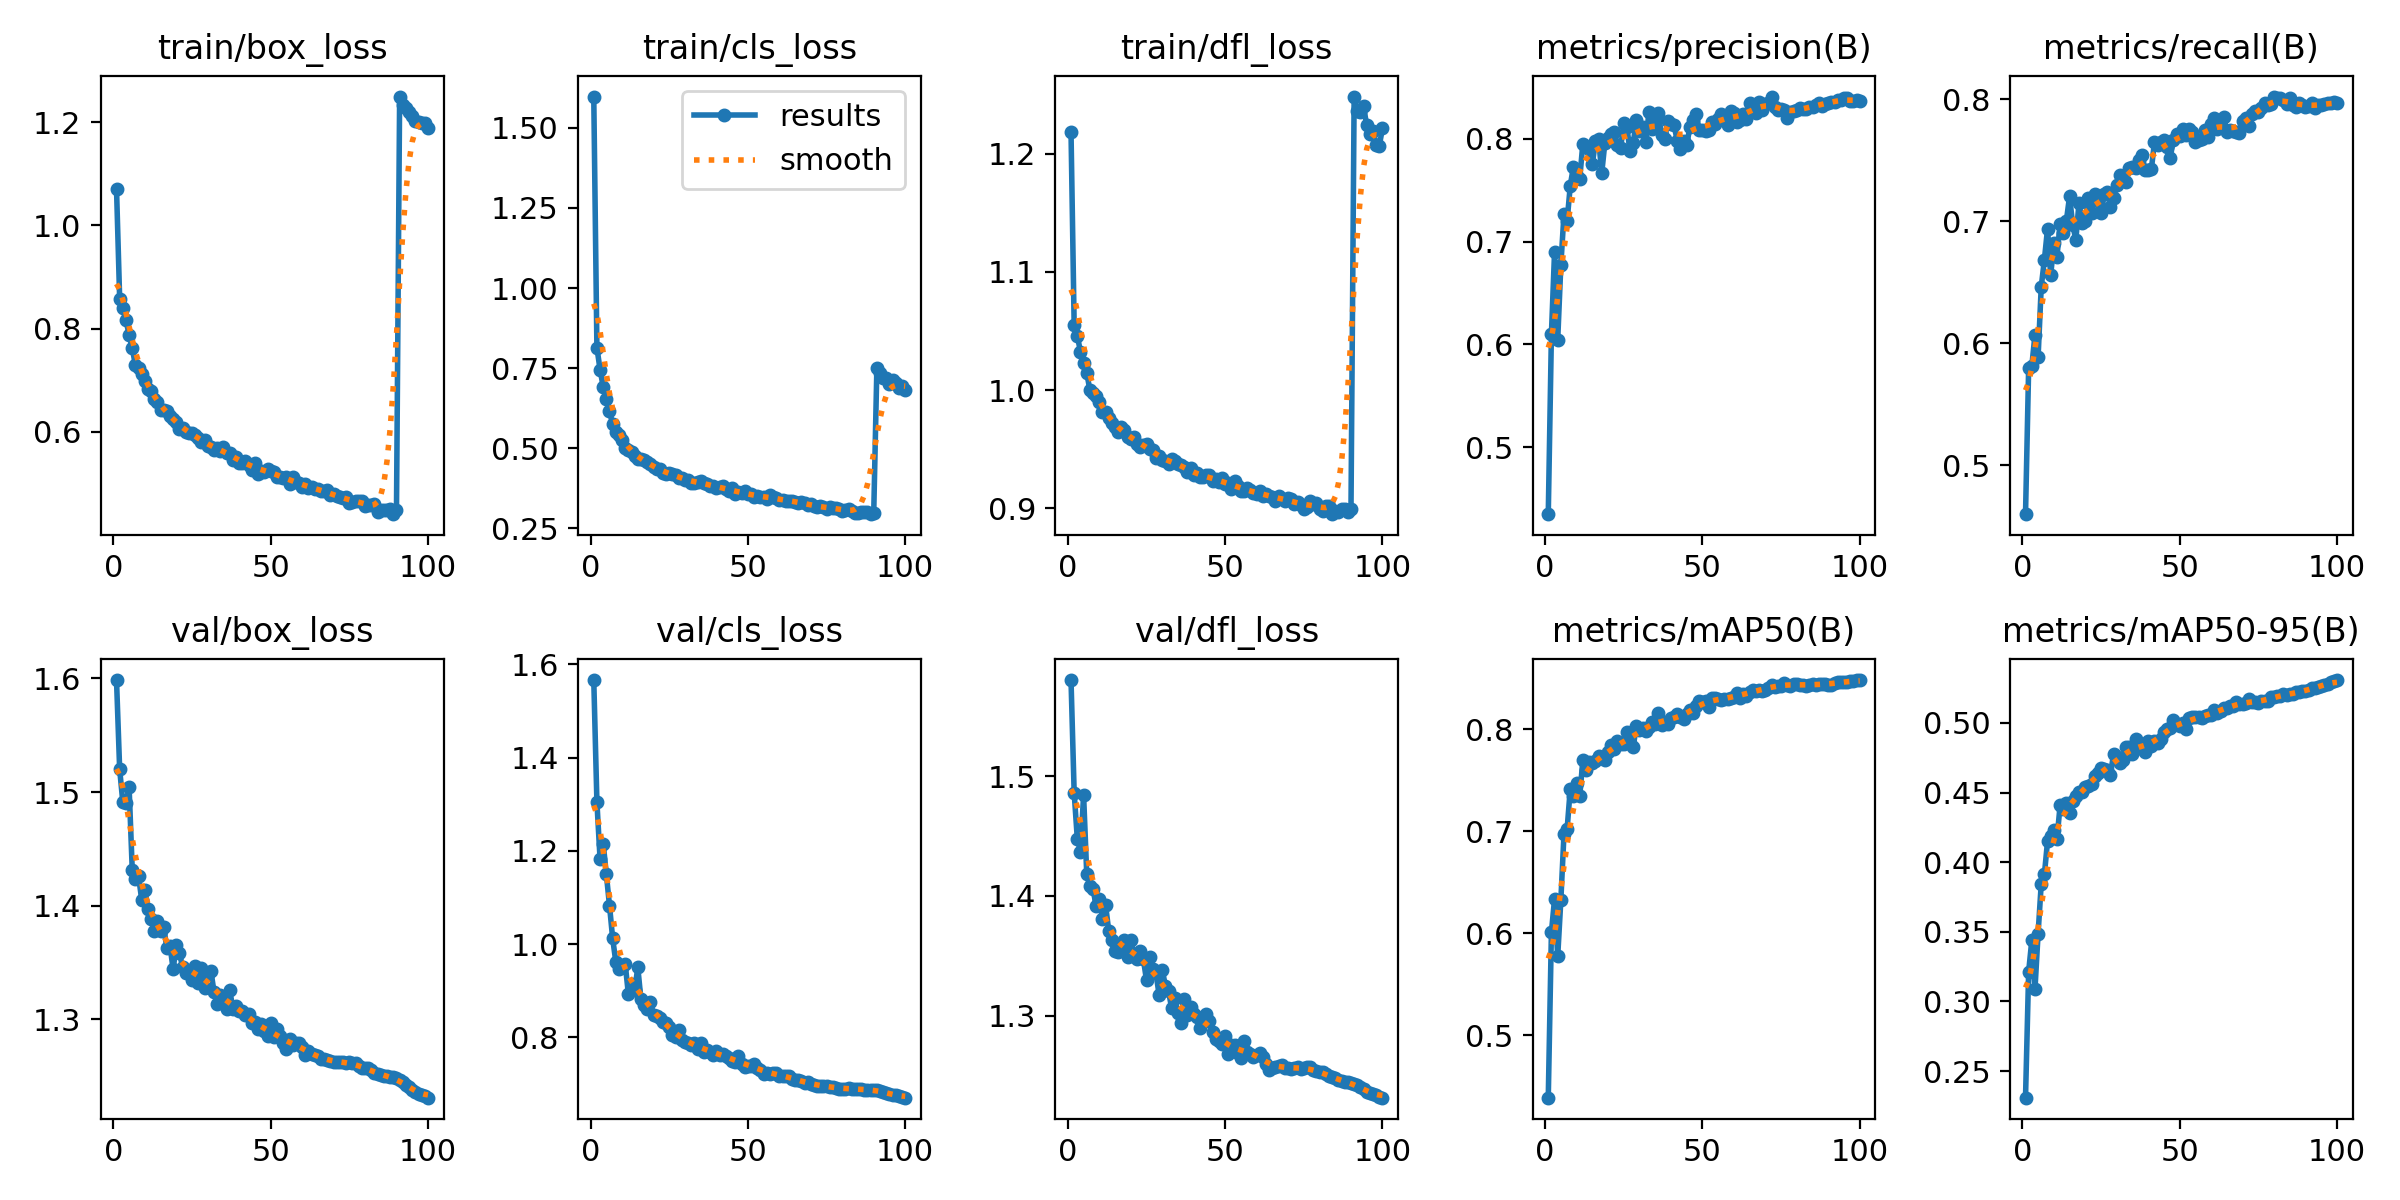 train/box_loss
train/cls_loss
train/dfl_loss
metrics/precision(B)
metrics/recall(B)
results
smooth
1.2
1.0
0.8
0.6
0 50 100
1.50
1.25
1.00
0.75
0.50
0.25
0 50 100
1.2
1.1
1.0
0.9
0 50 100
0.8
0.7
0.6
0.5
0 50 100
0.8
0.7
0.6
0.5
0 50 100
val/box_loss
val/cls_loss
val/dfl_loss
metrics/mAP50(B)
metrics/mAP50-95(B)
1.6
1.5
1.4
1.3
0 50 100
1.6
1.4
1.2
1.0
0.8
0 50 100
1.5
1.4
1.3
0 50 100
0.8
0.7
0.6
0.5
0 50 100
0.50
0.45
0.40
0.35
0.30
0.25
0 50 100